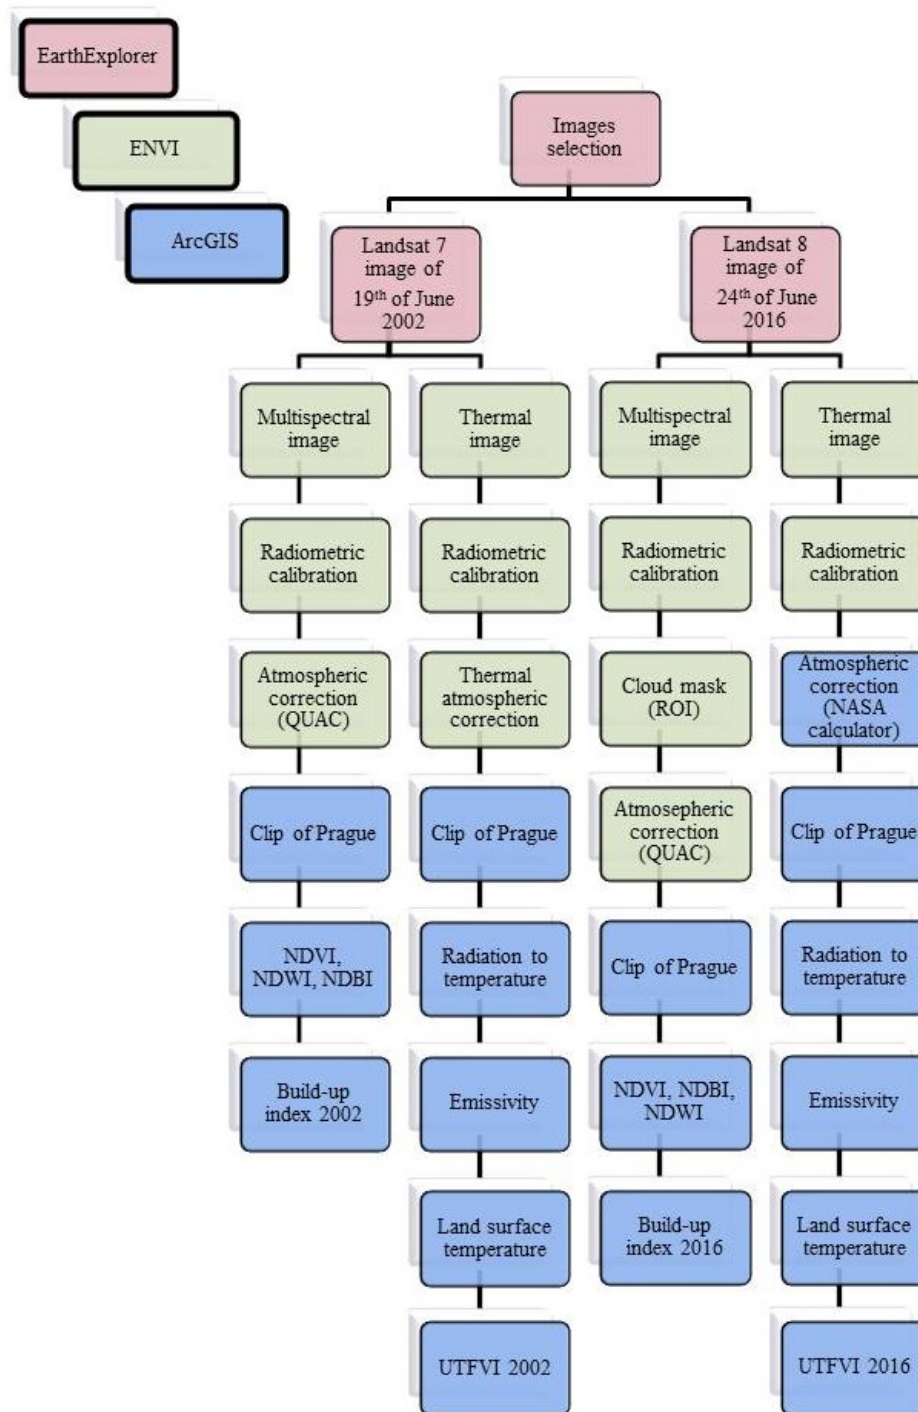 EarthExplorer
ENVI
ArcGIS
Images
selection
Landsat 7
image of
19th of June
2002
Landsat 8
image of
24th of June
2016
Multispectral
image
Radiometric
calibration
Atmospheric
correction
(QUAC)
Clip of Prague
NDVI,
NDWI, NDBI
Build-up
index 2002
Thermal
image
Radiometric
calibration
Thermal
atmospheric
correction
Clip of Prague
Radiation to
temperature
Emissivity
Land surface
temperature
UTFVI 2002
Multispectral
image
Radiometric
calibration
Cloud mask
(ROI)
Atmosepheric
correction
(QUAC)
Clip of Prague
NDVI, NDBI,
NDWI
Build-up
index 2016
Thermal
image
Radiometric
calibration
Atmospheric
correction
(NASA
calculator)
Clip of Prague
Radiation to
temperature
Emissivity
Land surface
temperature
UTFVI 2016